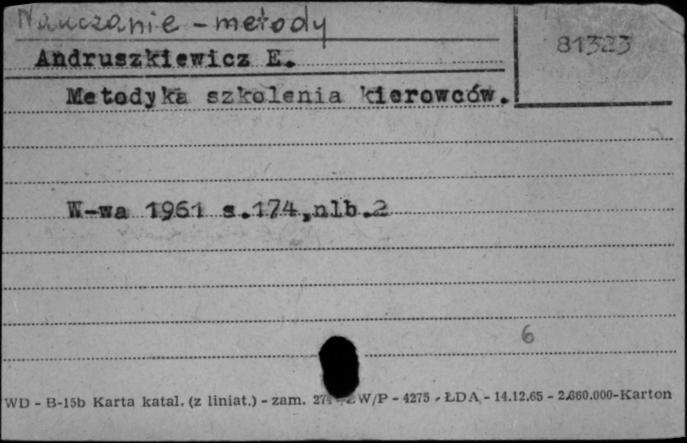 Nauczanie - metody
81323
Andruszkiewicz E.
Metodyka szkolenia kierowców.
W-wa 1961 s.174,nlb.2
6
WD - B-15b Karta katal. (z liniat.) - zam. W/P - 4275 - ŁDA - 14.12.65 - 2.660.000-Karton